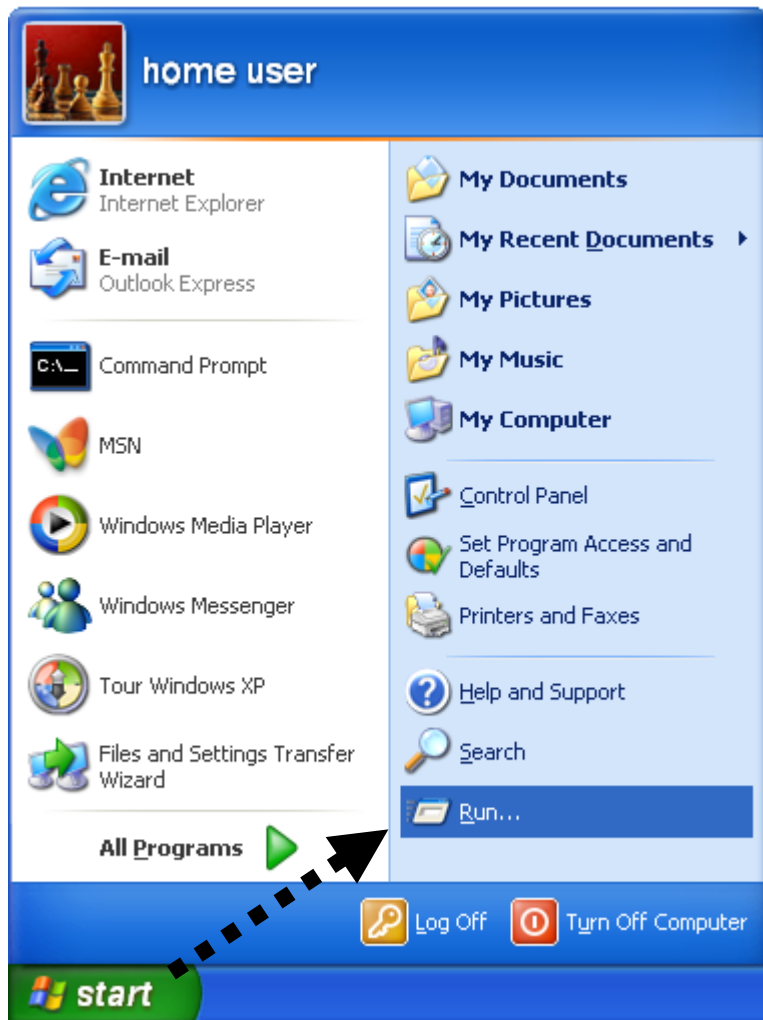 home user
Internet
Internet Explorer
E-mail
Outlook Express
C:\_
Command Prompt
MSN
Windows Media Player
Windows Messenger
Tour Windows XP
Files and Settings Transfer
Wizard
All Programs
My Documents
My Recent Documents
My Pictures
My Music
My Computer
Control Panel
Set Program Access and
Defaults
Printers and Faxes
Help and Support
Search
Run...
Log Off
Turn Off Computer
start